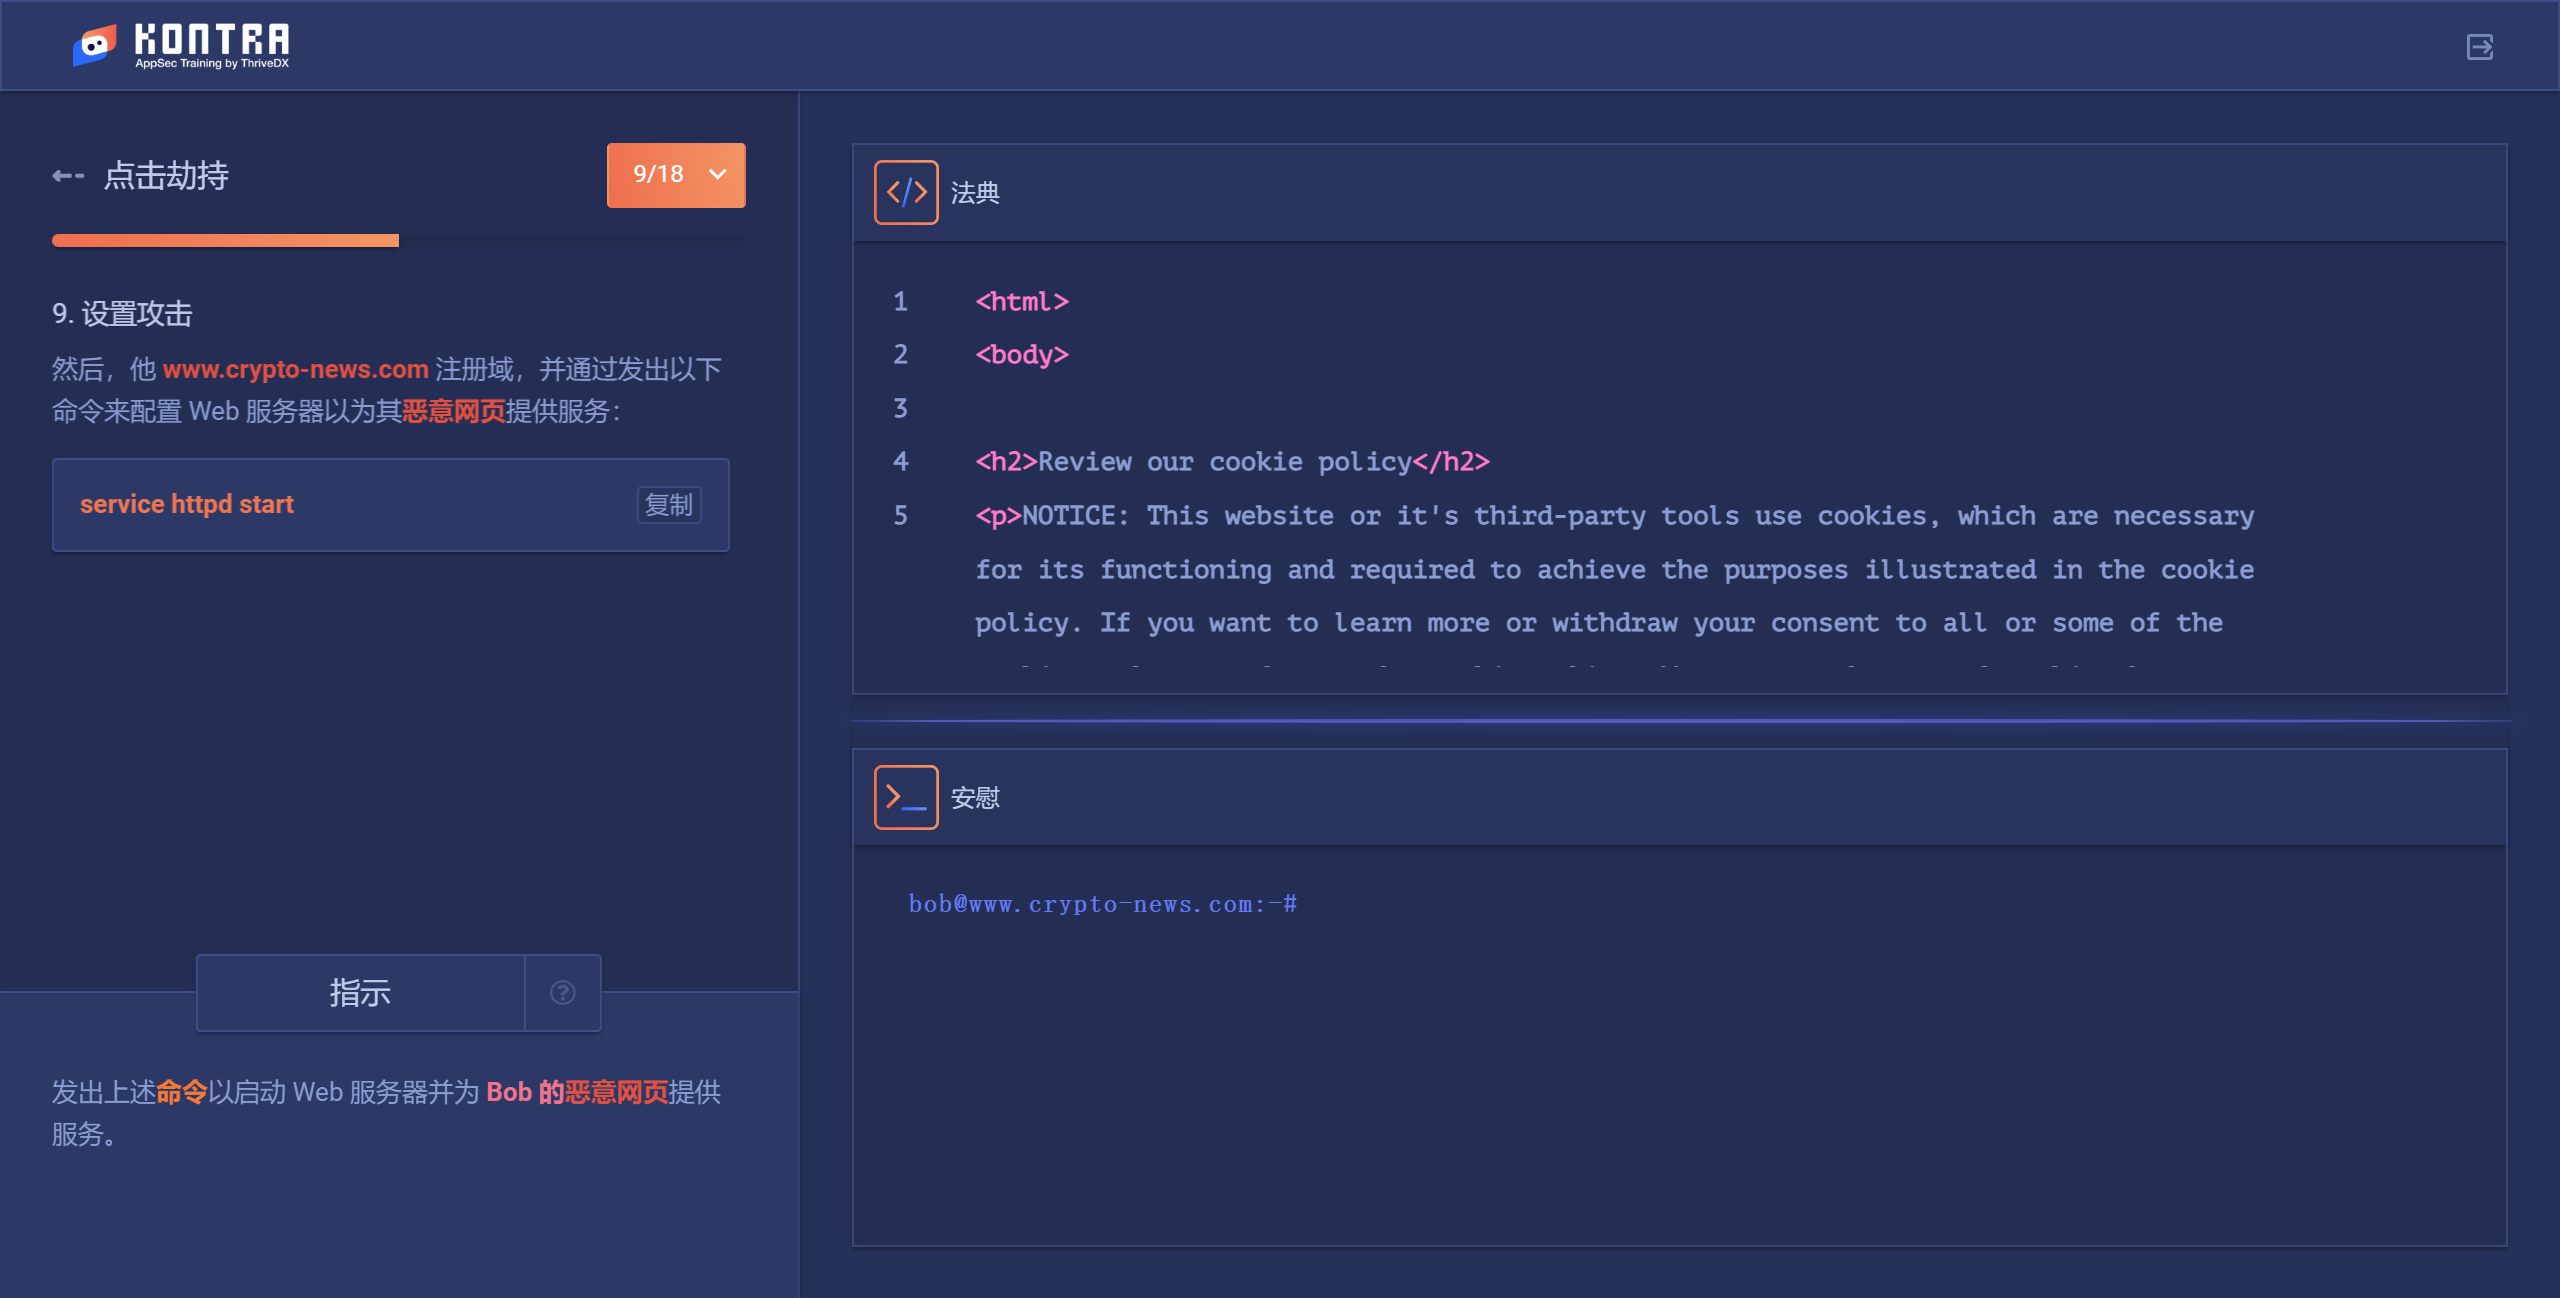 KONTRA
AppSec Training by ThriveDX
点击劫持
9/18
9. 设置攻击
然后，他 www.crypto-news.com 注册域，并通过发出以下
命令来配置 Web 服务器以为其恶意网页提供服务：
service httpd start
复制
指示
发出上述命令以启动 Web 服务器并为 Bob 的恶意网页提供
服务。
法典
1 <html>
2 <body>
3
4 <h2>Review our cookie policy</h2>
5 <p>NOTICE: This website or it's third-party tools use cookies, which are necessary
for its functioning and required to achieve the purposes illustrated in the cookie
policy. If you want to learn more or withdraw your consent to all or some of the
安慰
bob@www.crypto-news.com:-#